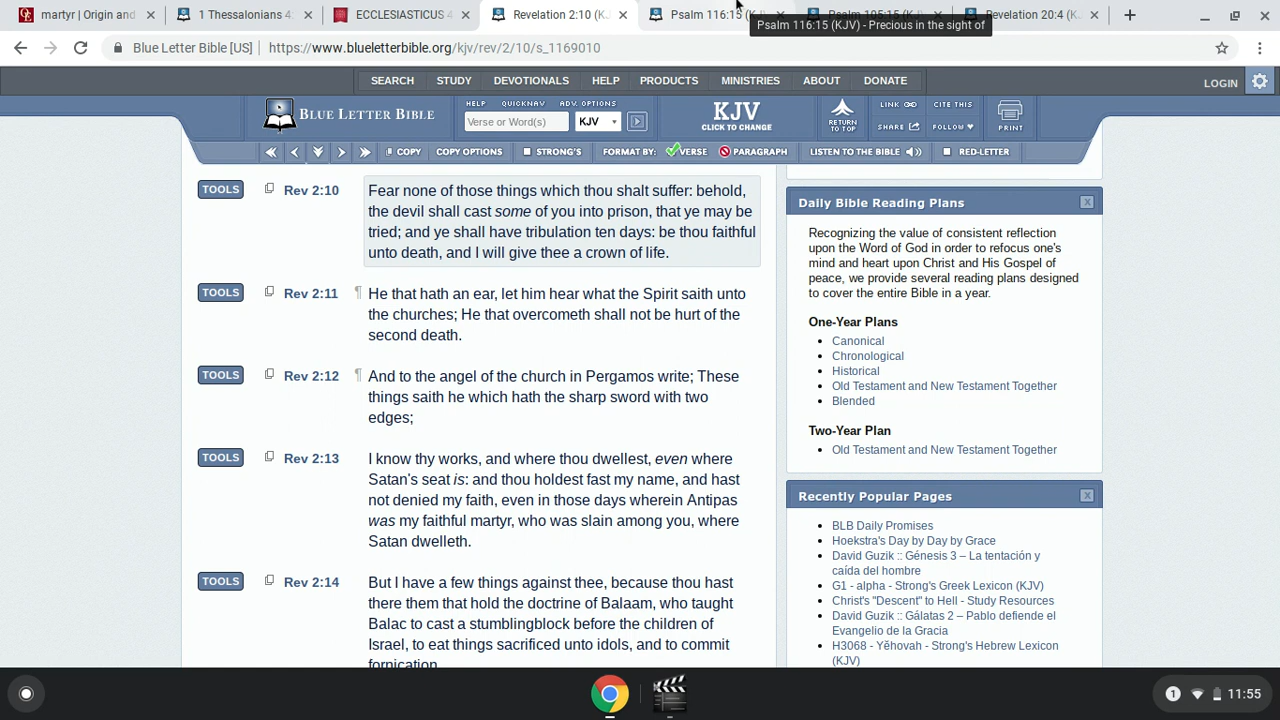 martyr | Origin and
1 Thessalonians 4:
ECCLESIASTICUS 4
Revelation 2:10 (KJ
Psalm 116:15 (K
Psalm 105:15 (KJ
Revelation 20:4 (KJ
Psalm 116:15 (KJV) - Precious in the sight of
Blue Letter Bible [US] | https://www.blueletterbible.org/kjv/rev/2/10/s_1169010
SEARCH STUDY DEVOTIONALS HELP PRODUCTS MINISTRIES ABOUT DONATE
LOGIN
BLUE LETTER BIBLE
HELP QUICKNAV ADV. OPTIONS
Verse or Word(s) KJV
KJV
CLICK TO CHANGE
RETURN TO TOP
LINK CITE THIS
SHARE FOLLOW
PRINT
COPY COPY OPTIONS STRONG'S FORMAT BY: VERSE PARAGRAPH LISTEN TO THE BIBLE RED-LETTER
TOOLS Rev 2:10 Fear none of those things which thou shalt suffer: behold,
the devil shall cast some of you into prison, that ye may be
tried; and ye shall have tribulation ten days: be thou faithful
unto death, and I will give thee a crown of life.
TOOLS Rev 2:11 ¶ He that hath an ear, let him hear what the Spirit saith unto
the churches; He that overcometh shall not be hurt of the
second death.
TOOLS Rev 2:12 ¶ And to the angel of the church in Pergamos write; These
things saith he which hath the sharp sword with two
edges;
TOOLS Rev 2:13 I know thy works, and where thou dwellest, even where
Satan's seat is: and thou holdest fast my name, and hast
not denied my faith, even in those days wherein Antipas
was my faithful martyr, who was slain among you, where
Satan dwelleth.
TOOLS Rev 2:14 But I have a few things against thee, because thou hast
there them that hold the doctrine of Balaam, who taught
Balac to cast a stumblingblock before the children of
Israel, to eat things sacrificed unto idols, and to commit
fornication
Daily Bible Reading Plans X
Recognizing the value of consistent reflection
upon the Word of God in order to refocus one's
mind and heart upon Christ and His Gospel of
peace, we provide several reading plans designed
to cover the entire Bible in a year.
One-Year Plans
• Canonical
• Chronological
• Historical
• Old Testament and New Testament Together
• Blended
Two-Year Plan
• Old Testament and New Testament Together
Recently Popular Pages X
• BLB Daily Promises
• Hoekstra's Day by Day by Grace
• David Guzik :: Génesis 3 – La tentación y
caída del hombre
• G1 - alpha - Strong's Greek Lexicon (KJV)
• Christ's "Descent" to Hell - Study Resources
• David Guzik :: Gálatas 2 – Pablo defiende el
Evangelio de la Gracia
• H3068 - Yĕhovah - Strong's Hebrew Lexicon
(KJV)
1 11:55